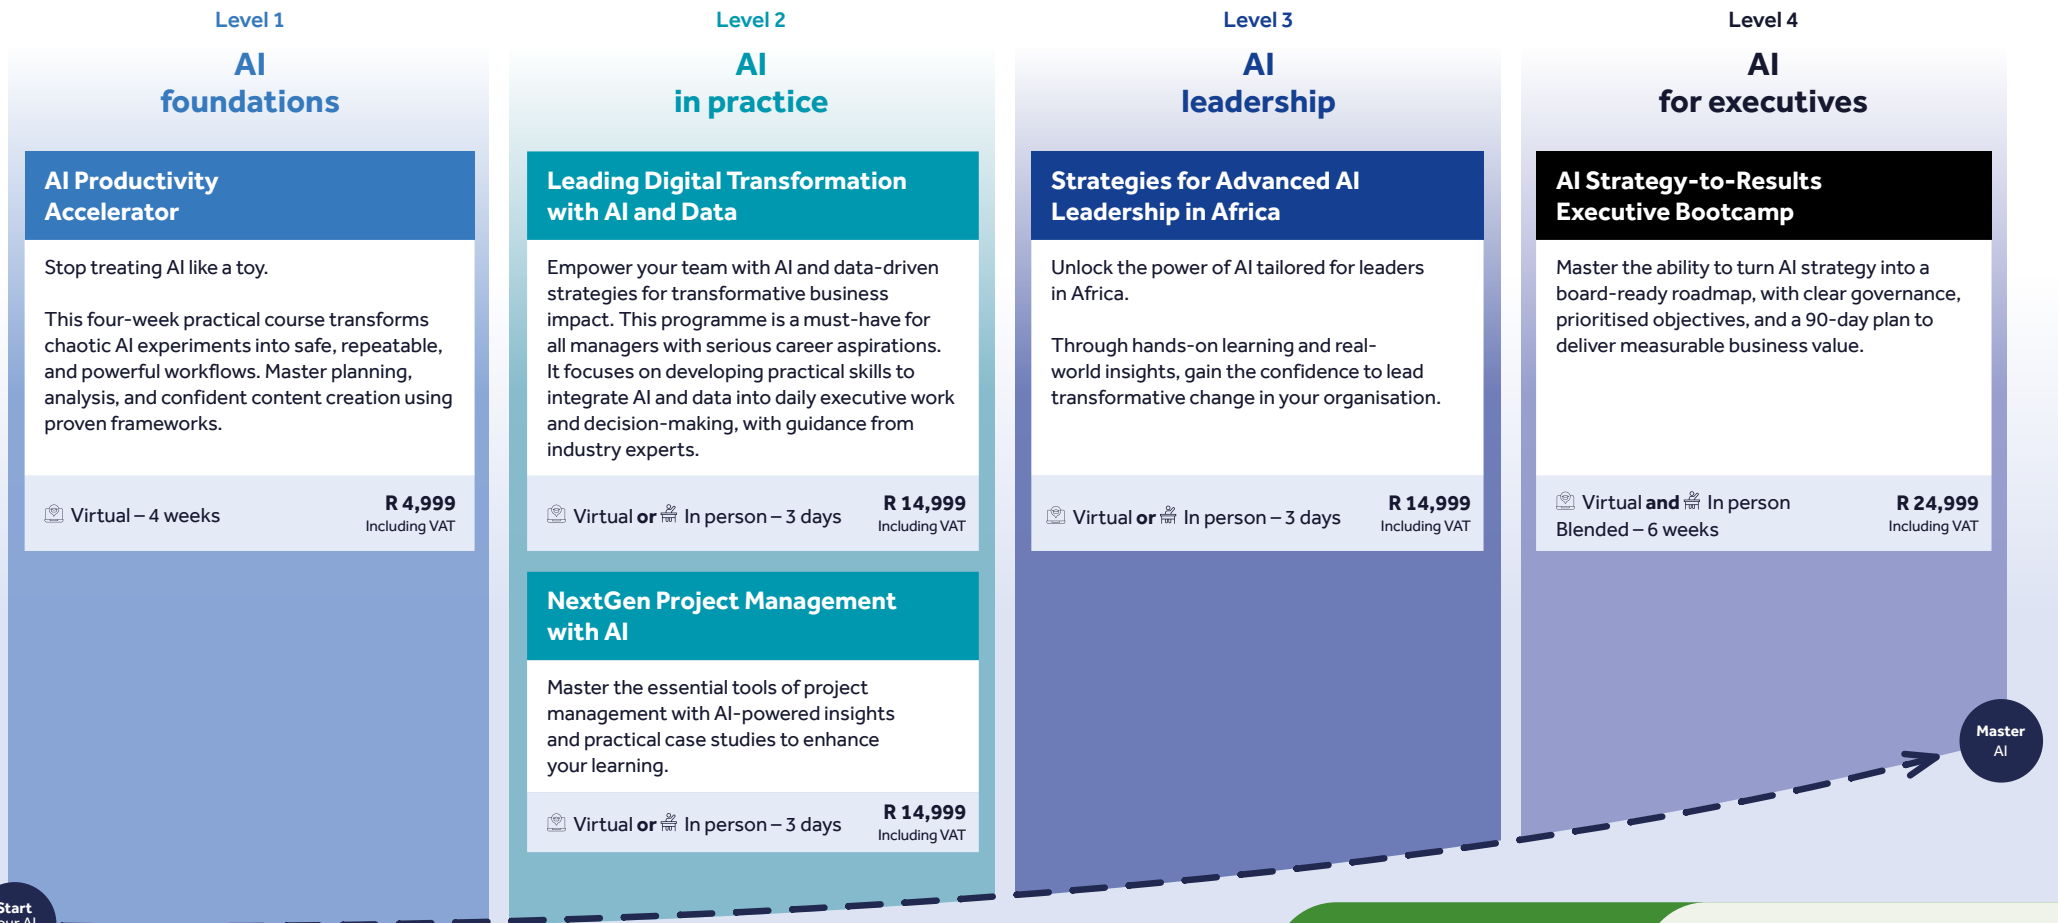 Level 1
AI
foundations
AI Productivity
Accelerator
Stop treating AI like a toy.
This four-week practical course transforms
chaotic AI experiments into safe, repeatable,
and powerful workflows. Master planning,
analysis, and confident content creation using
proven frameworks.
Virtual – 4 weeks
R 4,999
Including VAT
Level 2
AI
in practice
Leading Digital Transformation
with AI and Data
Empower your team with AI and data-driven
strategies for transformative business
impact. This programme is a must-have for
all managers with serious career aspirations.
It focuses on developing practical skills to
integrate AI and data into daily executive work
and decision-making, with guidance from
industry experts.
Virtual or In person – 3 days
R 14,999
Including VAT
NextGen Project Management
with AI
Master the essential tools of project
management with AI-powered insights
and practical case studies to enhance
your learning.
Virtual or In person – 3 days
R 14,999
Including VAT
Level 3
AI
leadership
Strategies for Advanced AI
Leadership in Africa
Unlock the power of AI tailored for leaders
in Africa.
Through hands-on learning and real-
world insights, gain the confidence to lead
transformative change in your organisation.
Virtual or In person – 3 days
R 14,999
Including VAT
Level 4
AI
for executives
AI Strategy-to-Results
Executive Bootcamp
Master the ability to turn AI strategy into a
board-ready roadmap, with clear governance,
prioritised objectives, and a 90-day plan to
deliver measurable business value.
Virtual and In person
Blended – 6 weeks
R 24,999
Including VAT
Master
AI
Start
AI